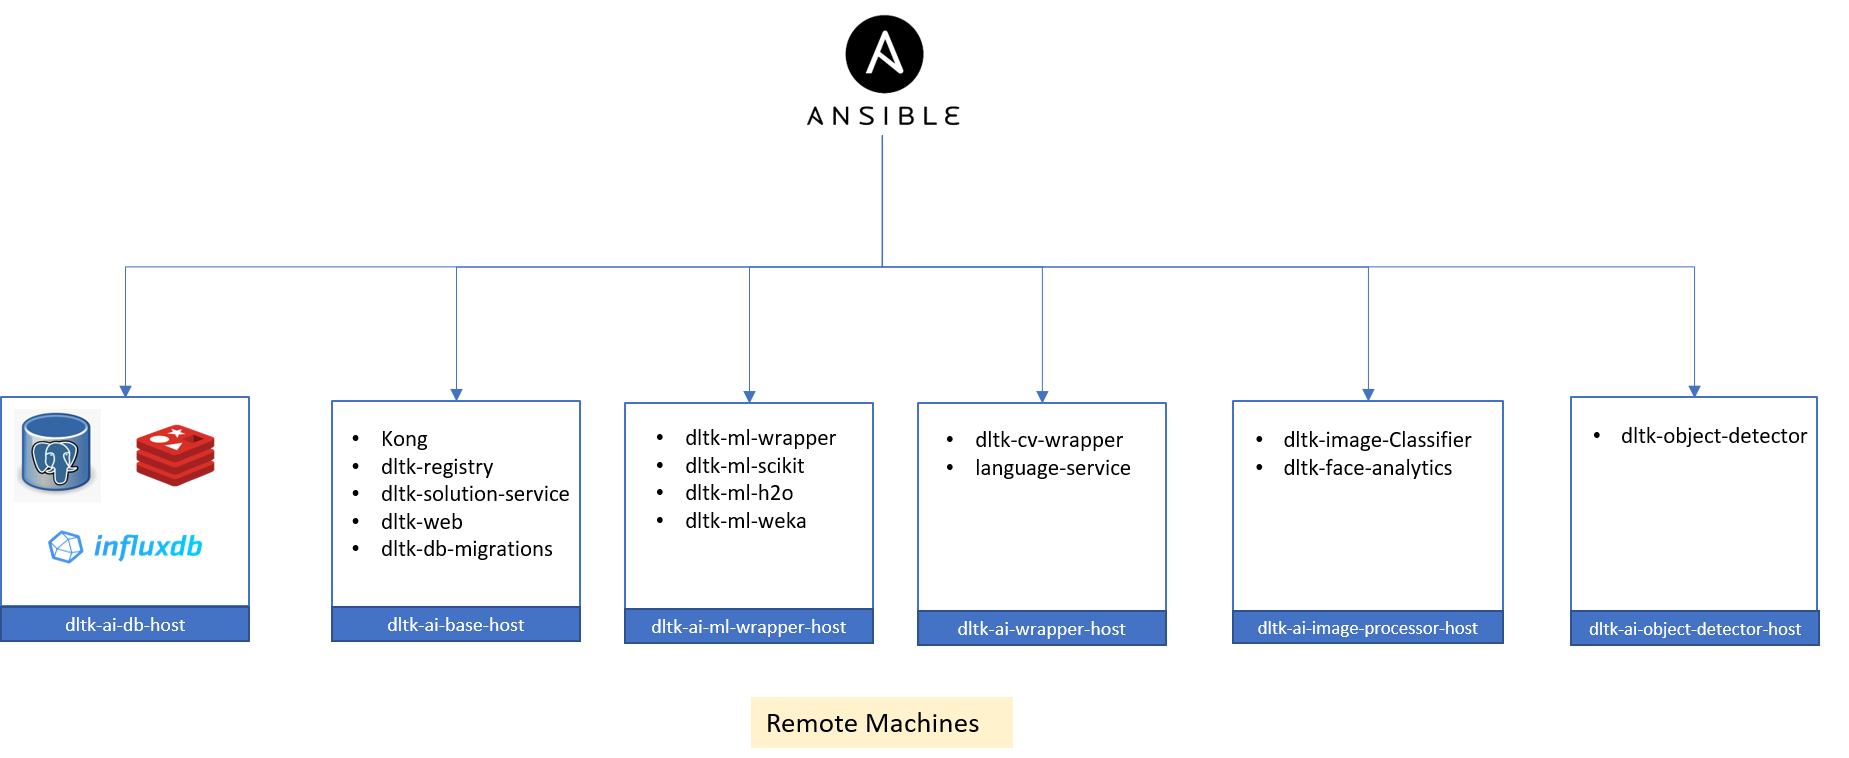 ANSIBLE
influxdb
dltk-ai-db-host
• Kong
• dltk-registry
• dltk-solution-service
• dltk-web
• dltk-db-migrations
dltk-ai-base-host
• dltk-ml-wrapper
• dltk-ml-scikit
• dltk-ml-h2o
• dltk-ml-weka
dltk-ai-ml-wrapper-host
• dltk-cv-wrapper
• language-service
dltk-ai-wrapper-host
• dltk-image-Classifier
• dltk-face-analytics
dltk-ai-image-processor-host
• dltk-object-detector
dltk-ai-object-detector-host
Remote Machines